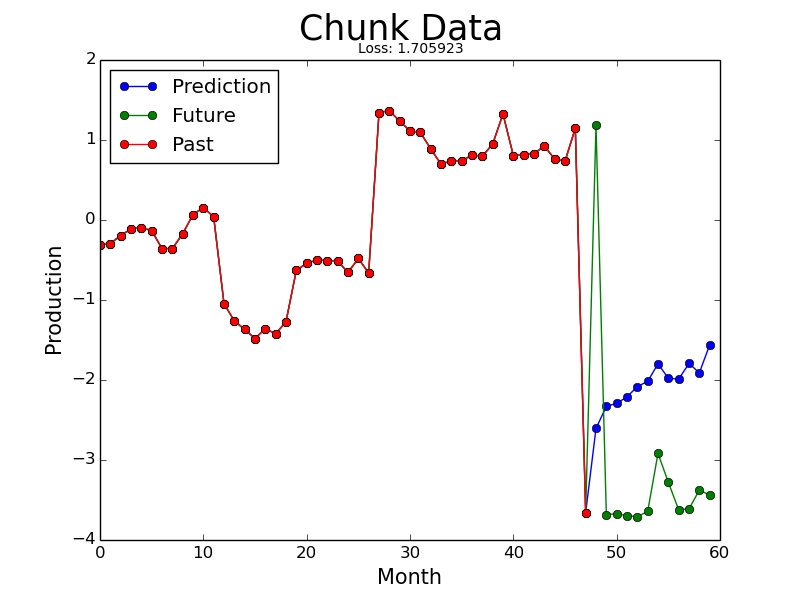 Chunk Data
Loss: 1.705923
Prediction
Future
Past
2
1
0
−1
−2
−3
−4
Production
0 10 20 30 40 50 60
Month